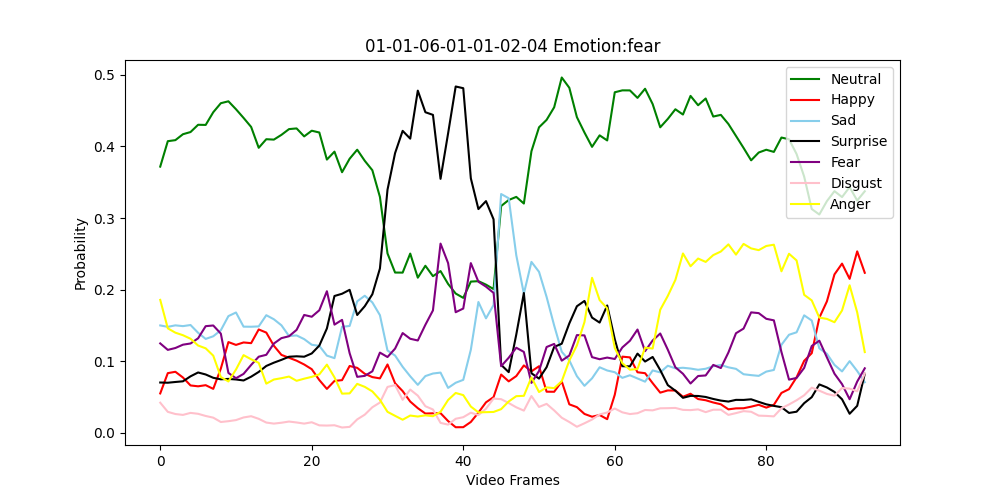 01-01-06-01-01-02-04 Emotion:fear
Probability
0.5
0.4
0.3
0.2
0.1
0.0
0
20
40
60
80
Video Frames
Neutral
Happy
Sad
Surprise
Fear
Disgust
Anger